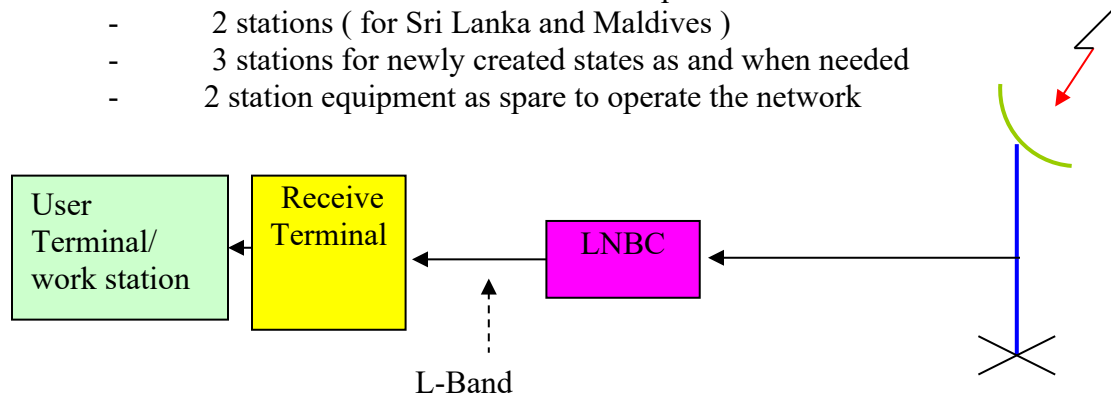 - 2 stations ( for Sri Lanka and Maldives )
- 3 stations for newly created states as and when needed
- 2 station equipment as spare to operate the network
User
Terminal/
work station
Receive
Terminal
LNBC
L-Band